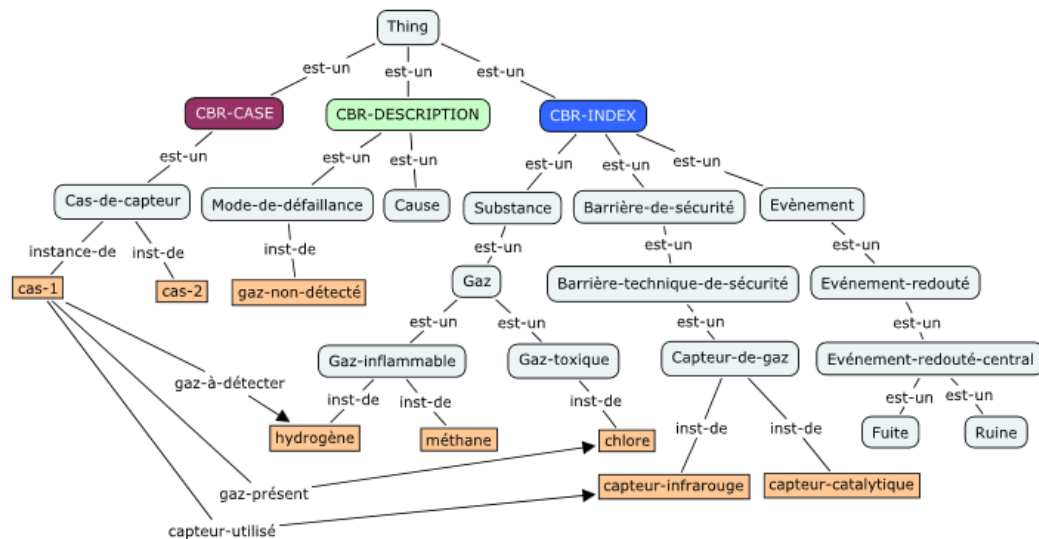 Thing
est-un est-un est-un
CBR-CASE CBR-DESCRIPTION CBR-INDEX
est-un est-un est-un est-un est-un est-un
Cas-de-capteur Mode-de-défaillance Cause Substance Barrière-de-sécurité Evènement
instance-de inst-de inst-de est-un est-un est-un
cas-1 cas-2 gaz-non-détecté Gaz Barrière-technique-de-sécurité Evénement-redouté
est-un est-un est-un est-un
Gaz-inflammable Gaz-toxique Capteur-de-gaz Evénement-redouté-central
gaz-à-détecter inst-de inst-de inst-de est-un est-un
hydrogène méthane chlore Fuite Ruine
inst-de inst-de
gaz-présent capteur-infrarouge capteur-catalytique
capteur-utilisé